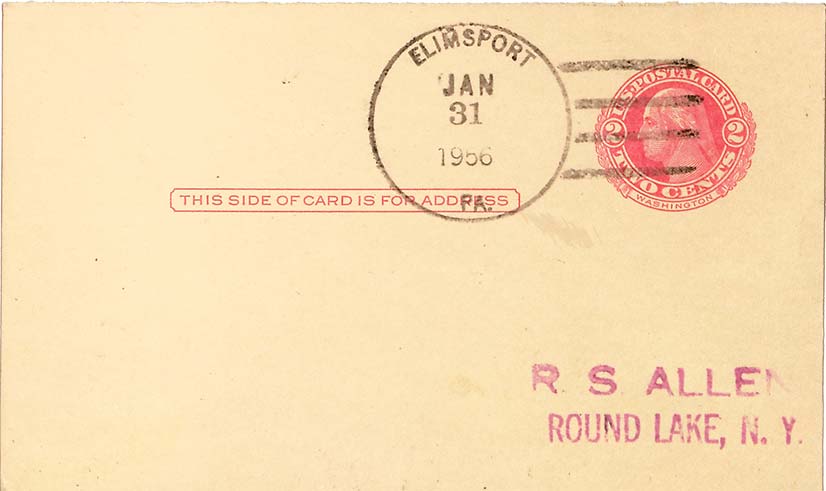 ELIMSPORT
JAN
31
1956
PA.
U.S. POSTAL CARD
2 2
TWO CENTS
WASHINGTON
THIS SIDE OF CARD IS FOR ADDRESS
R S ALLEN
ROUND LAKE, N. Y.